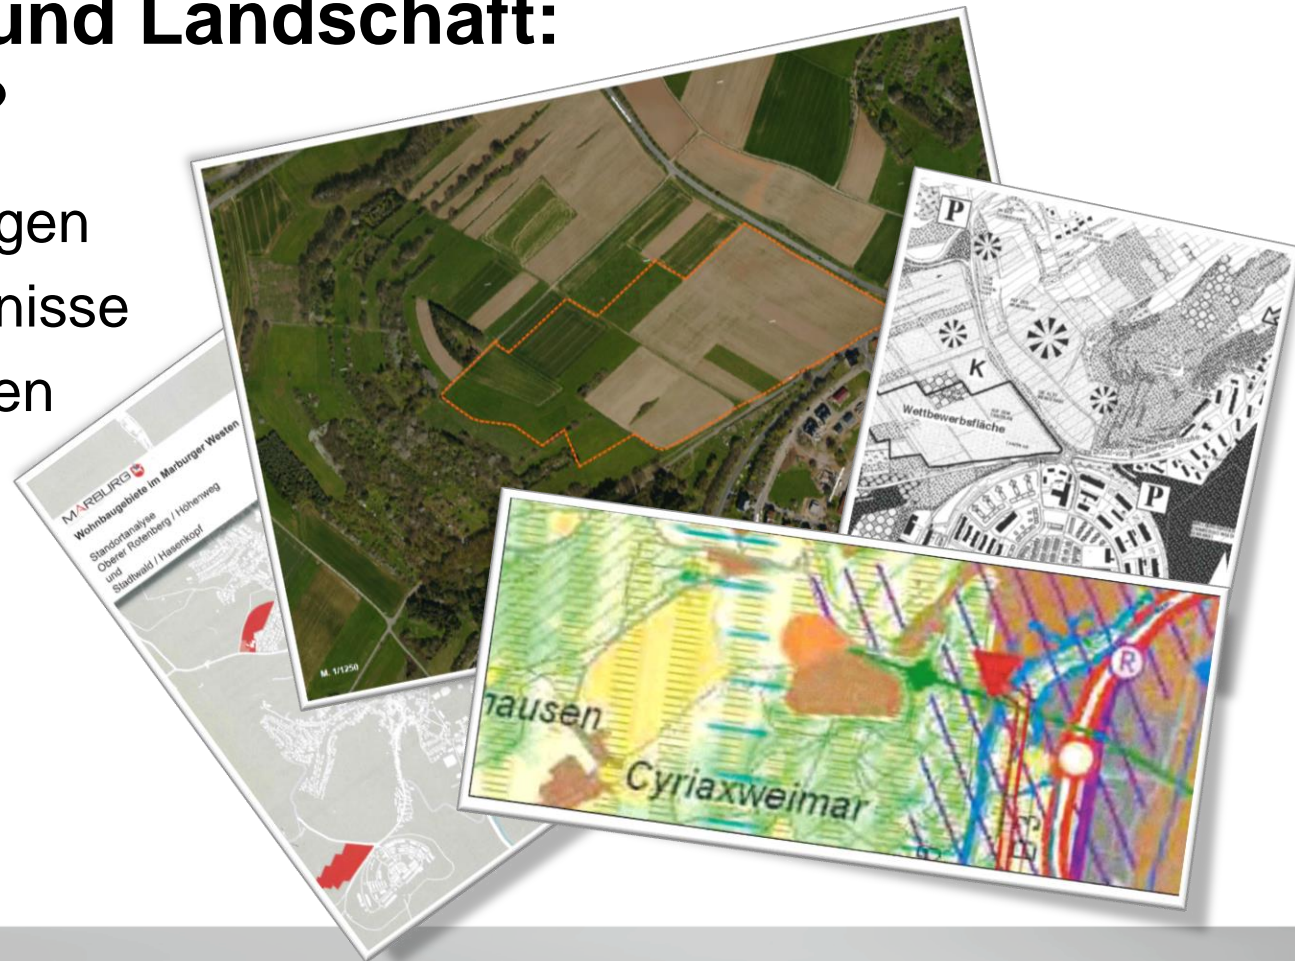 und Landschaft:
?
gen
nisse
en
MARBURG
Wohnbaugebiete im Marburger Westen
Standortanalyse
Oberer Rotenberg / Höhenweg
und
Stadtwald / Hasenkopf
M. 1/1250
P
K
Wettbewerbsfläche
P
hausen
Cyriaxweimar
R